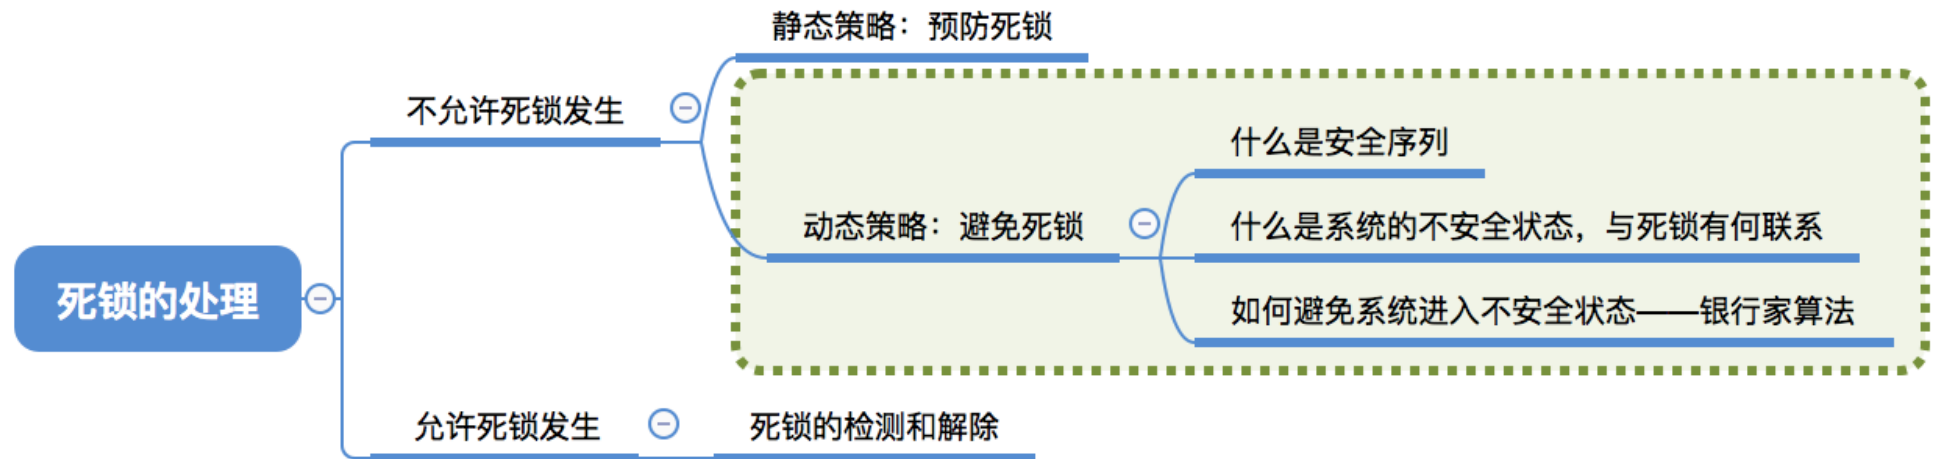 静态策略：预防死锁
不允许死锁发生
什么是安全序列
动态策略：避免死锁
什么是系统的不安全状态，与死锁有何联系
死锁的处理
如何避免系统进入不安全状态——银行家算法
允许死锁发生
死锁的检测和解除